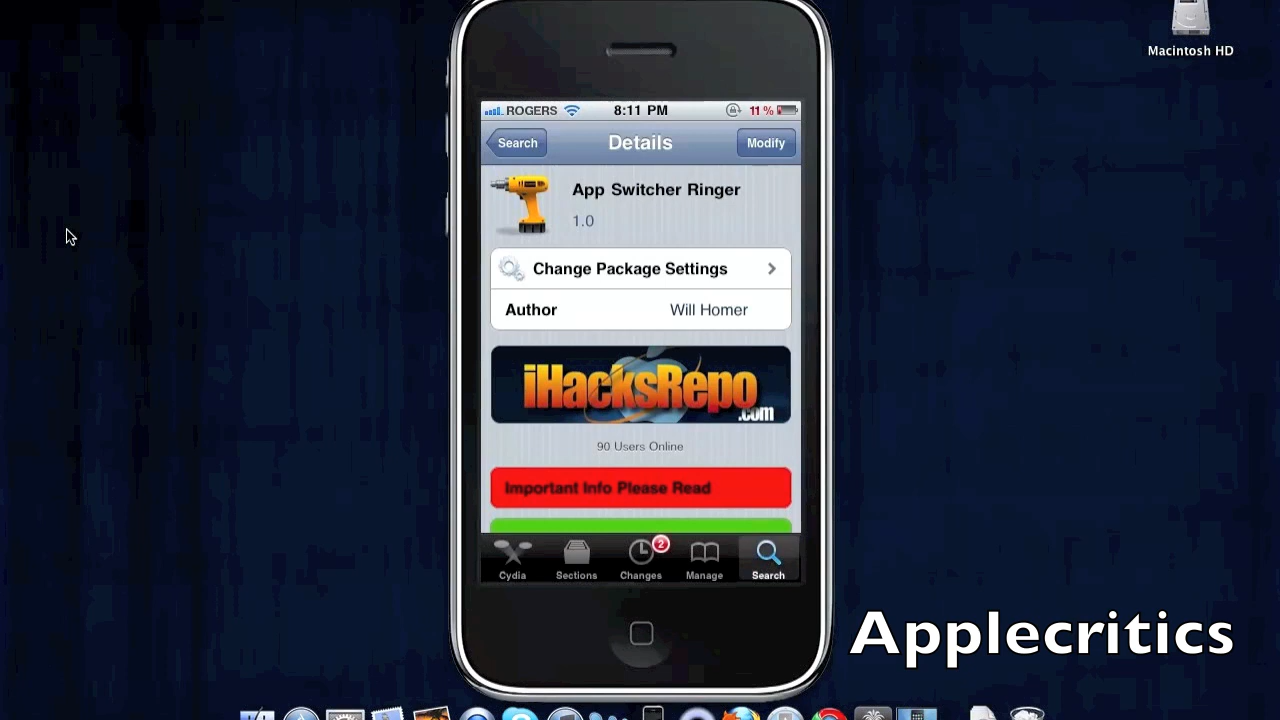 Macintosh HD
ROGERS 8:11 PM 11%
Search Details Modify
App Switcher Ringer
1.0
Change Package Settings
Author Will Homer
iHacksRepo
.com
90 Users Online
Important Info Please Read
2
Cydia Sections Changes Manage Search
Applecritics